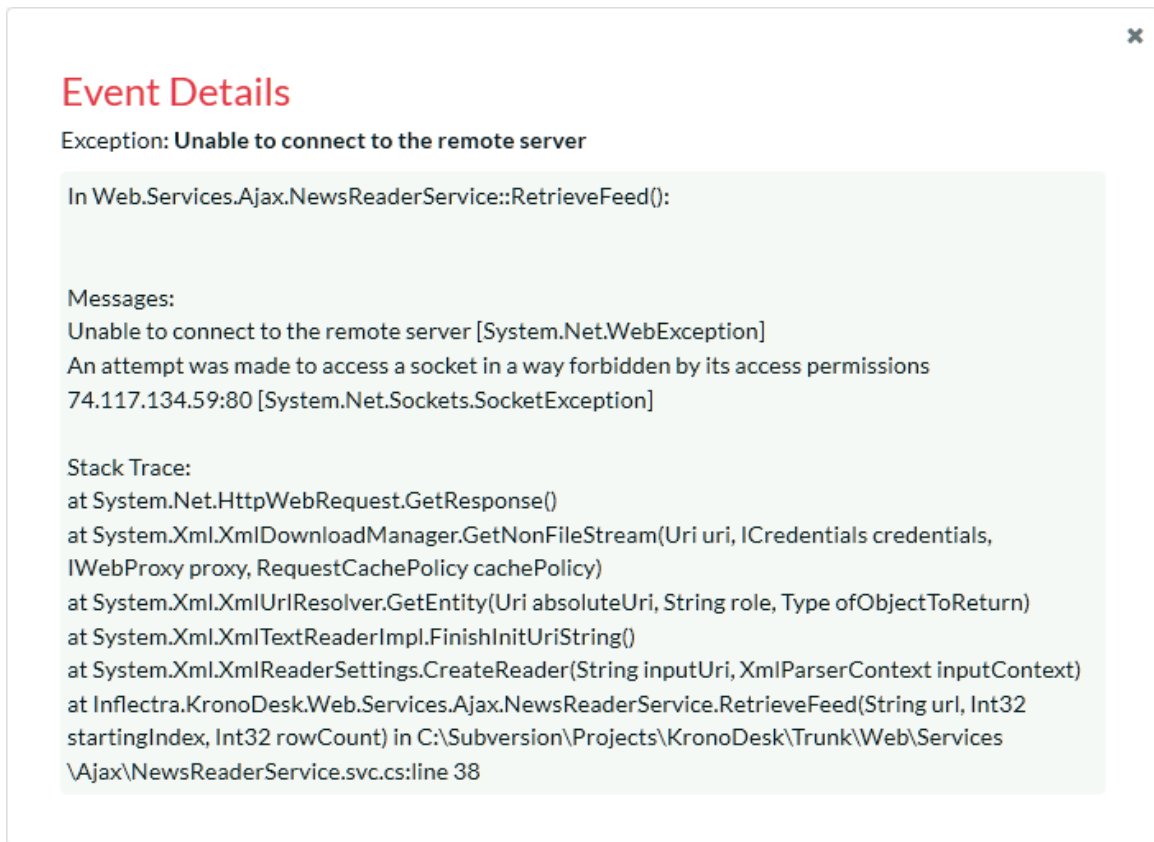 Event Details
Exception: Unable to connect to the remote server
In Web.Services.Ajax.NewsReaderService::RetrieveFeed():
Messages:
Unable to connect to the remote server [System.Net.WebException]
An attempt was made to access a socket in a way forbidden by its access permissions
74.117.134.59:80 [System.Net.Sockets.SocketException]
Stack Trace:
at System.Net.HttpWebRequest.GetResponse()
at System.Xml.XmlDownloadManager.GetNonFileStream(Uri uri, ICredentials credentials,
IWebProxy proxy, RequestCachePolicy cachePolicy)
at System.Xml.XmlUrlResolver.GetEntity(Uri absoluteUri, String role, Type ofObjectToReturn)
at System.Xml.XmlTextReaderImpl.FinishInitUriString()
at System.Xml.XmlReaderSettings.CreateReader(String inputUri, XmlParserContext inputContext)
at Inflectra.KronoDesk.Web.Services.Ajax.NewsReaderService.RetrieveFeed(String url, Int32
startingIndex, Int32 rowCount) in C:\Subversion\Projects\KronoDesk\Trunk\Web\Services
\Ajax\NewsReaderService.svc.cs:line 38